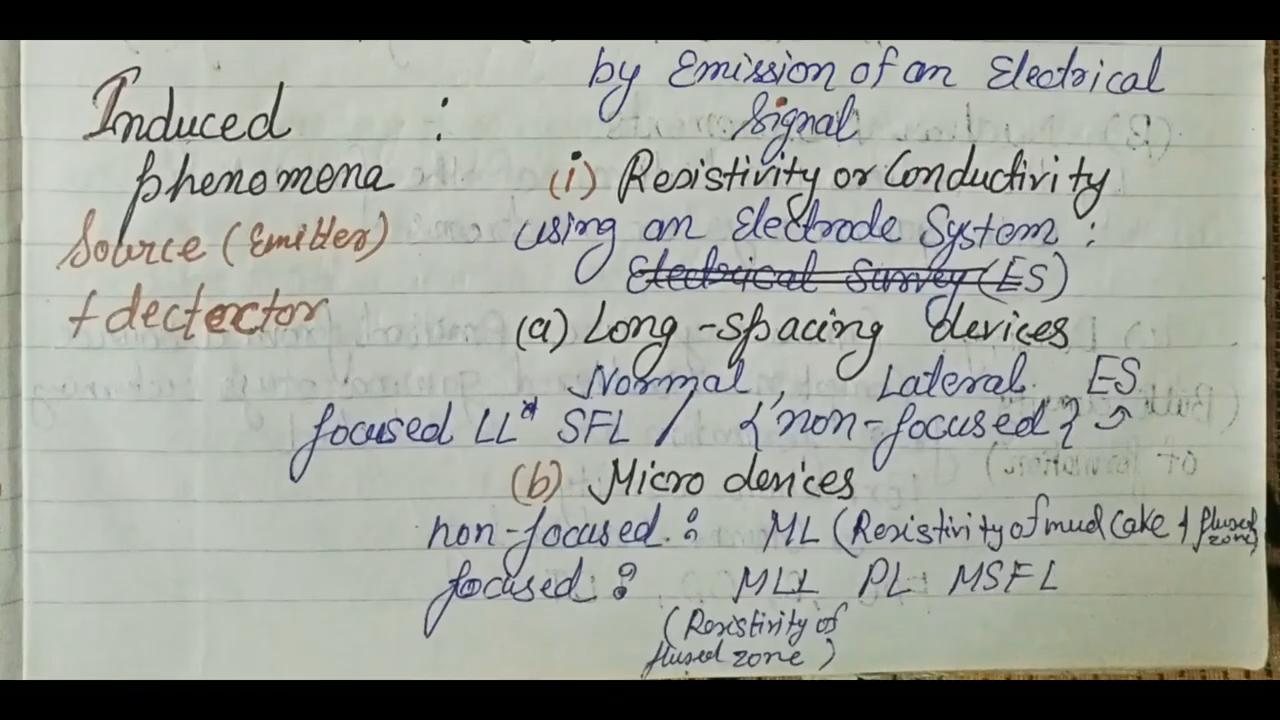 by Emission of an Electrical
Induced : Signal
phenomena (i) Resistivity or Conductivity
Source (Emitter) using an Electrode System :
Electrical Survey (ES)
+ dectector (a) Long-spacing devices
Normal, Lateral ES
focused LL SFL / { non-focused }
(b) Micro devices
non-focused : ML (Resistivity of mud cake & flused zone)
focused : MLL PL MSFL
(Resistivity of
flused zone)